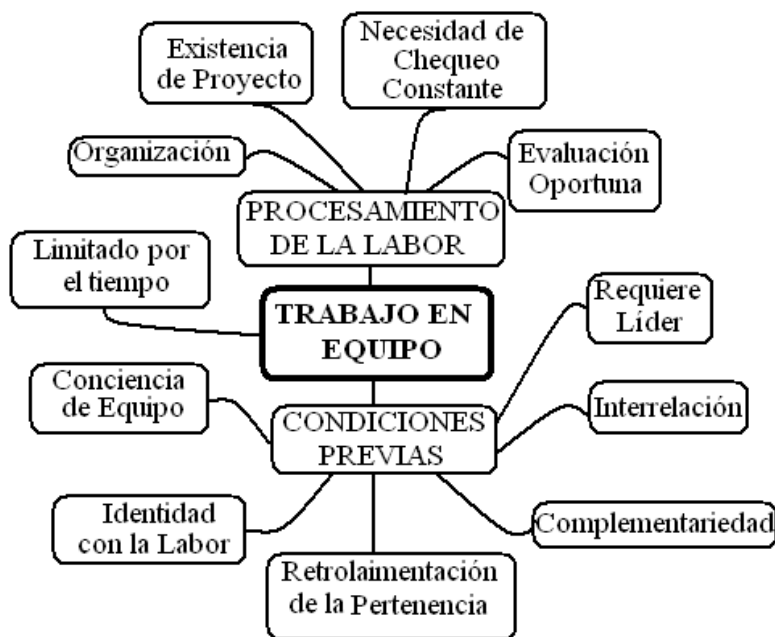 Existencia
de Proyecto
Necesidad de
Chequeo
Constante
Organización
Evaluación
Oportuna
PROCESAMIENTO
DE LA LABOR
Limitado por
el tiempo
TRABAJO EN
EQUIPO
Requiere
Líder
Conciencia
de Equipo
CONDICIONES
PREVIAS
Interrelación
Identidad
con la Labor
Complementariedad
Retrolaimentación
de la Pertenencia